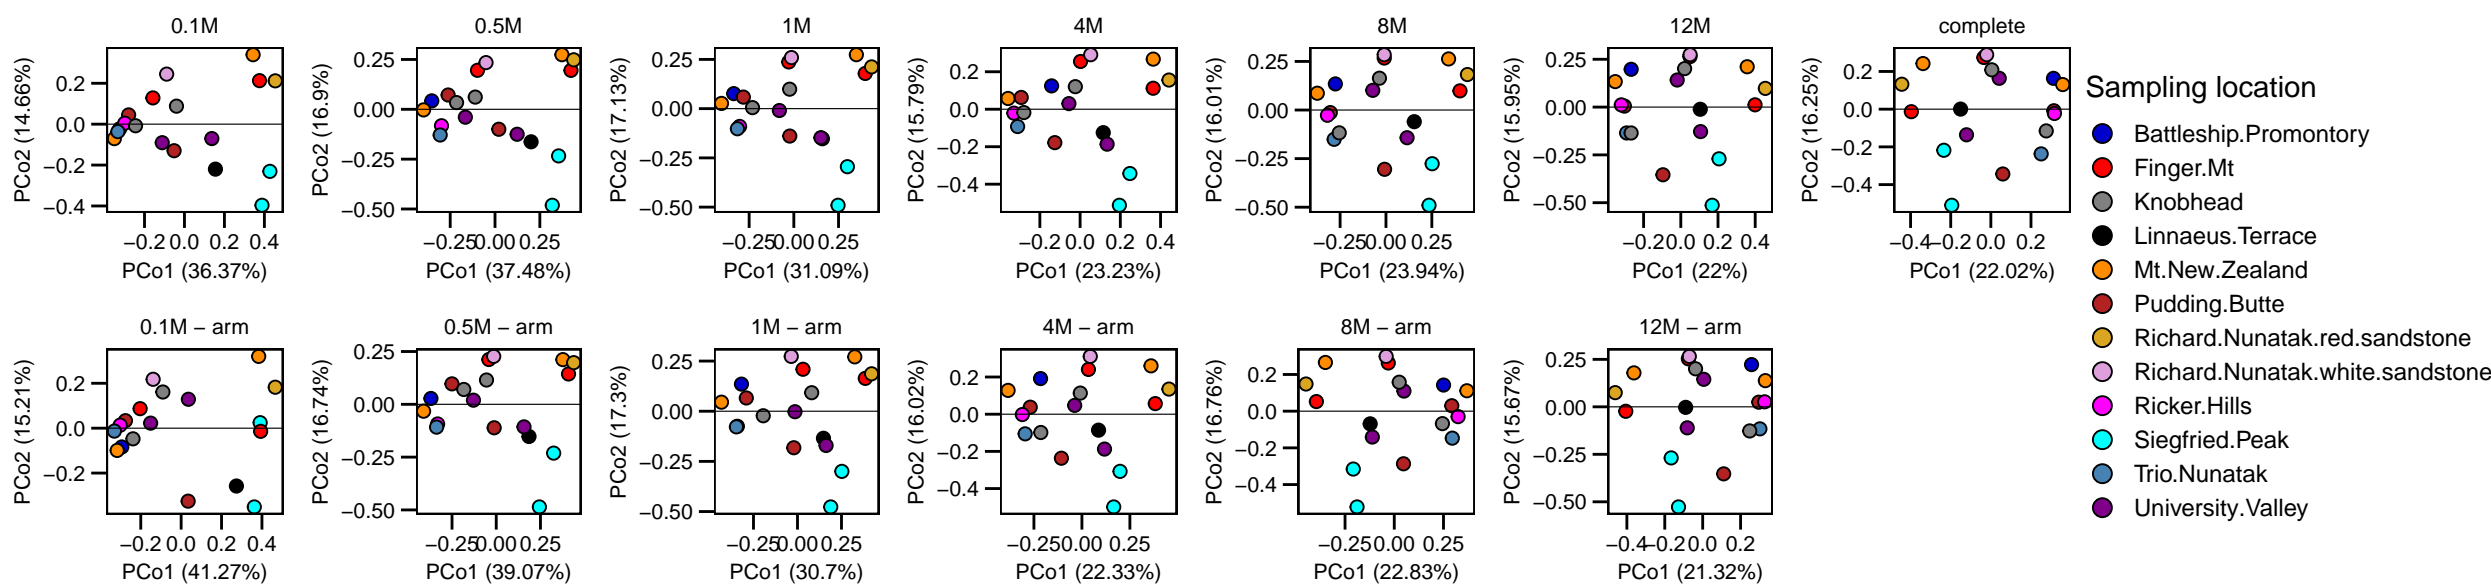 0.1M
0.5M
1M
4M
8M
12M
complete
PCo2 (14.66%)
0.2
0.0
−0.2
−0.4
−0.2 0.0 0.2 0.4
PCo1 (36.37%)
PCo2 (16.9%)
0.25
0.00
−0.25
−0.50
−0.25 0.00 0.25
PCo1 (37.48%)
PCo2 (17.13%)
0.25
0.00
−0.25
−0.50
−0.25 0.00 0.25
PCo1 (31.09%)
PCo2 (15.79%)
0.2
0.0
−0.2
−0.4
−0.2 0.0 0.2 0.4
PCo1 (23.23%)
PCo2 (16.01%)
0.25
0.00
−0.25
−0.50
−0.25 0.00 0.25
PCo1 (23.94%)
PCo2 (15.95%)
0.25
0.00
−0.25
−0.50
−0.2 0.0 0.2 0.4
PCo1 (22%)
PCo2 (16.25%)
0.2
0.0
−0.2
−0.4
−0.4 −0.2 0.0 0.2
PCo1 (22.02%)
0.1M − arm
0.5M − arm
1M − arm
4M − arm
8M − arm
12M − arm
PCo2 (15.21%)
0.2
0.0
−0.2
−0.2 0.0 0.2 0.4
PCo1 (41.27%)
PCo2 (16.74%)
0.25
0.00
−0.25
−0.50
−0.25 0.00 0.25
PCo1 (39.07%)
PCo2 (17.3%)
0.25
0.00
−0.25
−0.50
−0.25 0.00 0.25
PCo1 (30.7%)
PCo2 (16.02%)
0.2
0.0
−0.2
−0.4
−0.25 0.00 0.25
PCo1 (22.33%)
PCo2 (16.76%)
0.2
0.0
−0.2
−0.4
−0.25 0.00 0.25
PCo1 (22.83%)
PCo2 (15.67%)
0.25
0.00
−0.25
−0.50
−0.4 −0.2 0.0 0.2
PCo1 (21.32%)
Sampling location
Battleship.Promontory
Finger.Mt
Knobhead
Linnaeus.Terrace
Mt.New.Zealand
Pudding.Butte
Richard.Nunatak.red.sandstone
Richard.Nunatak.white.sandstone
Ricker.Hills
Siegfried.Peak
Trio.Nunatak
University.Valley